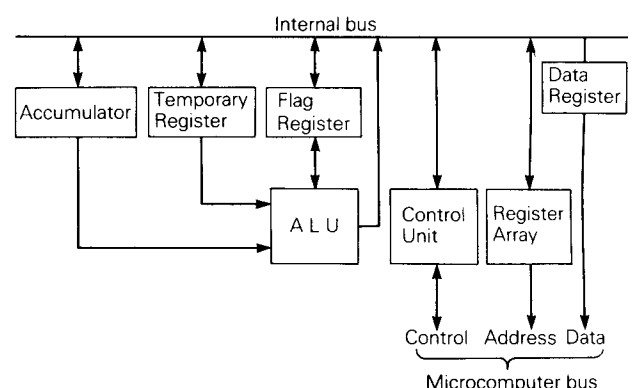 Internal bus
Accumulator
Temporary
Register
Flag
Register
Data
Register
A L U
Control
Unit
Register
Array
Control Address Data
Microcomputer bus